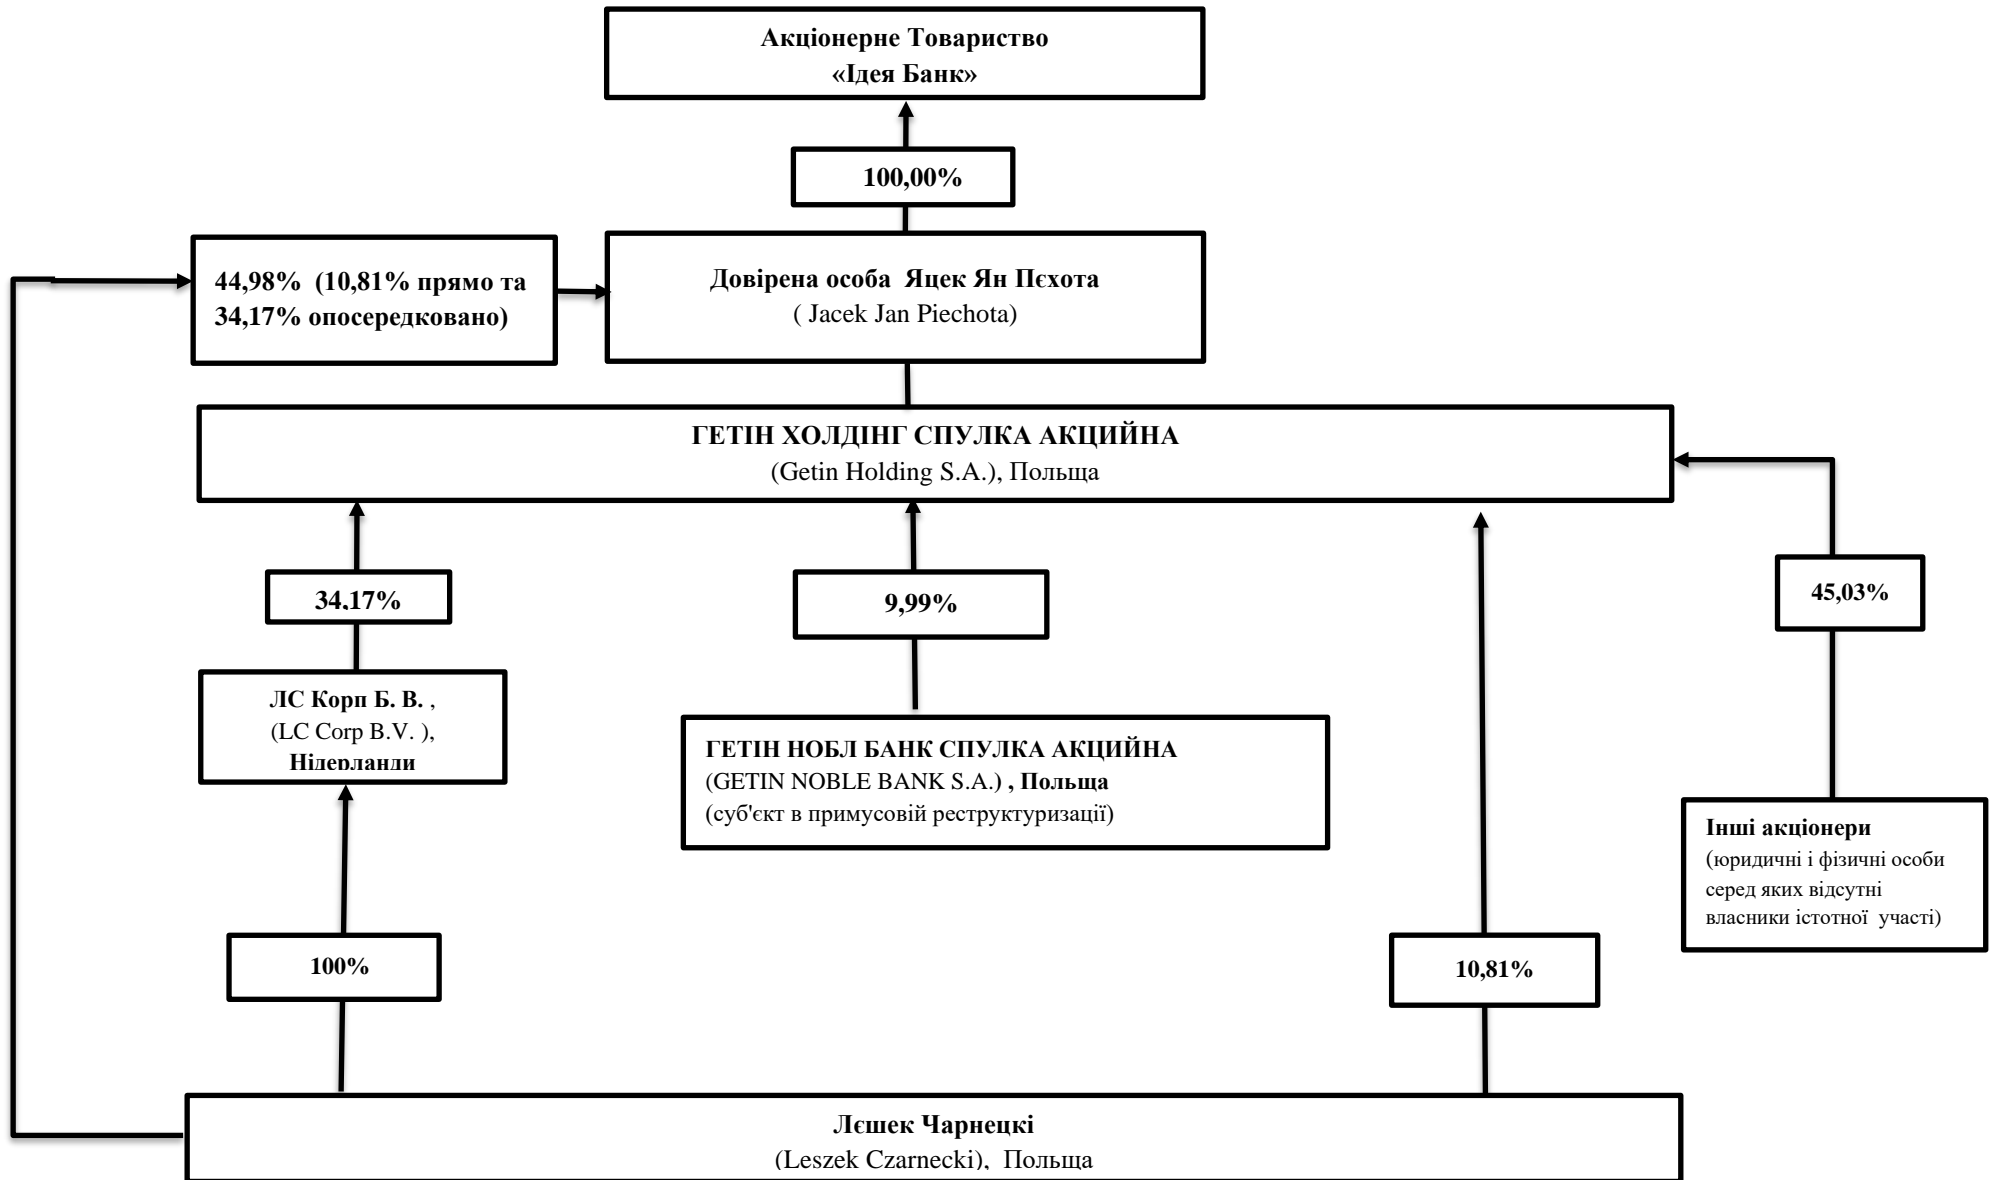 Акціонерне Товариство
«Ідея Банк»
100,00%
44,98% (10,81% прямо та
34,17% опосередковано)
Довірена особа Яцек Ян Пєхота
( Jacek Jan Piechota)
ГЕТІН ХОЛДІНГ СПУЛКА АКЦИЙНА
(Getin Holding S.A.), Польща
34,17%
9,99%
45,03%
ЛС Корп Б. В. ,
(LC Corp B.V. ),
Нідерланди
ГЕТІН НОБЛ БАНК СПУЛКА АКЦИЙНА
(GETIN NOBLE BANK S.A.) , Польща
(суб'єкт в примусовій реструктуризації)
Інші акціонери
(юридичні і фізичні особи
серед яких відсутні
власники істотної участі)
100%
10,81%
Лєшек Чарнецкі
(Leszek Czarnecki), Польща